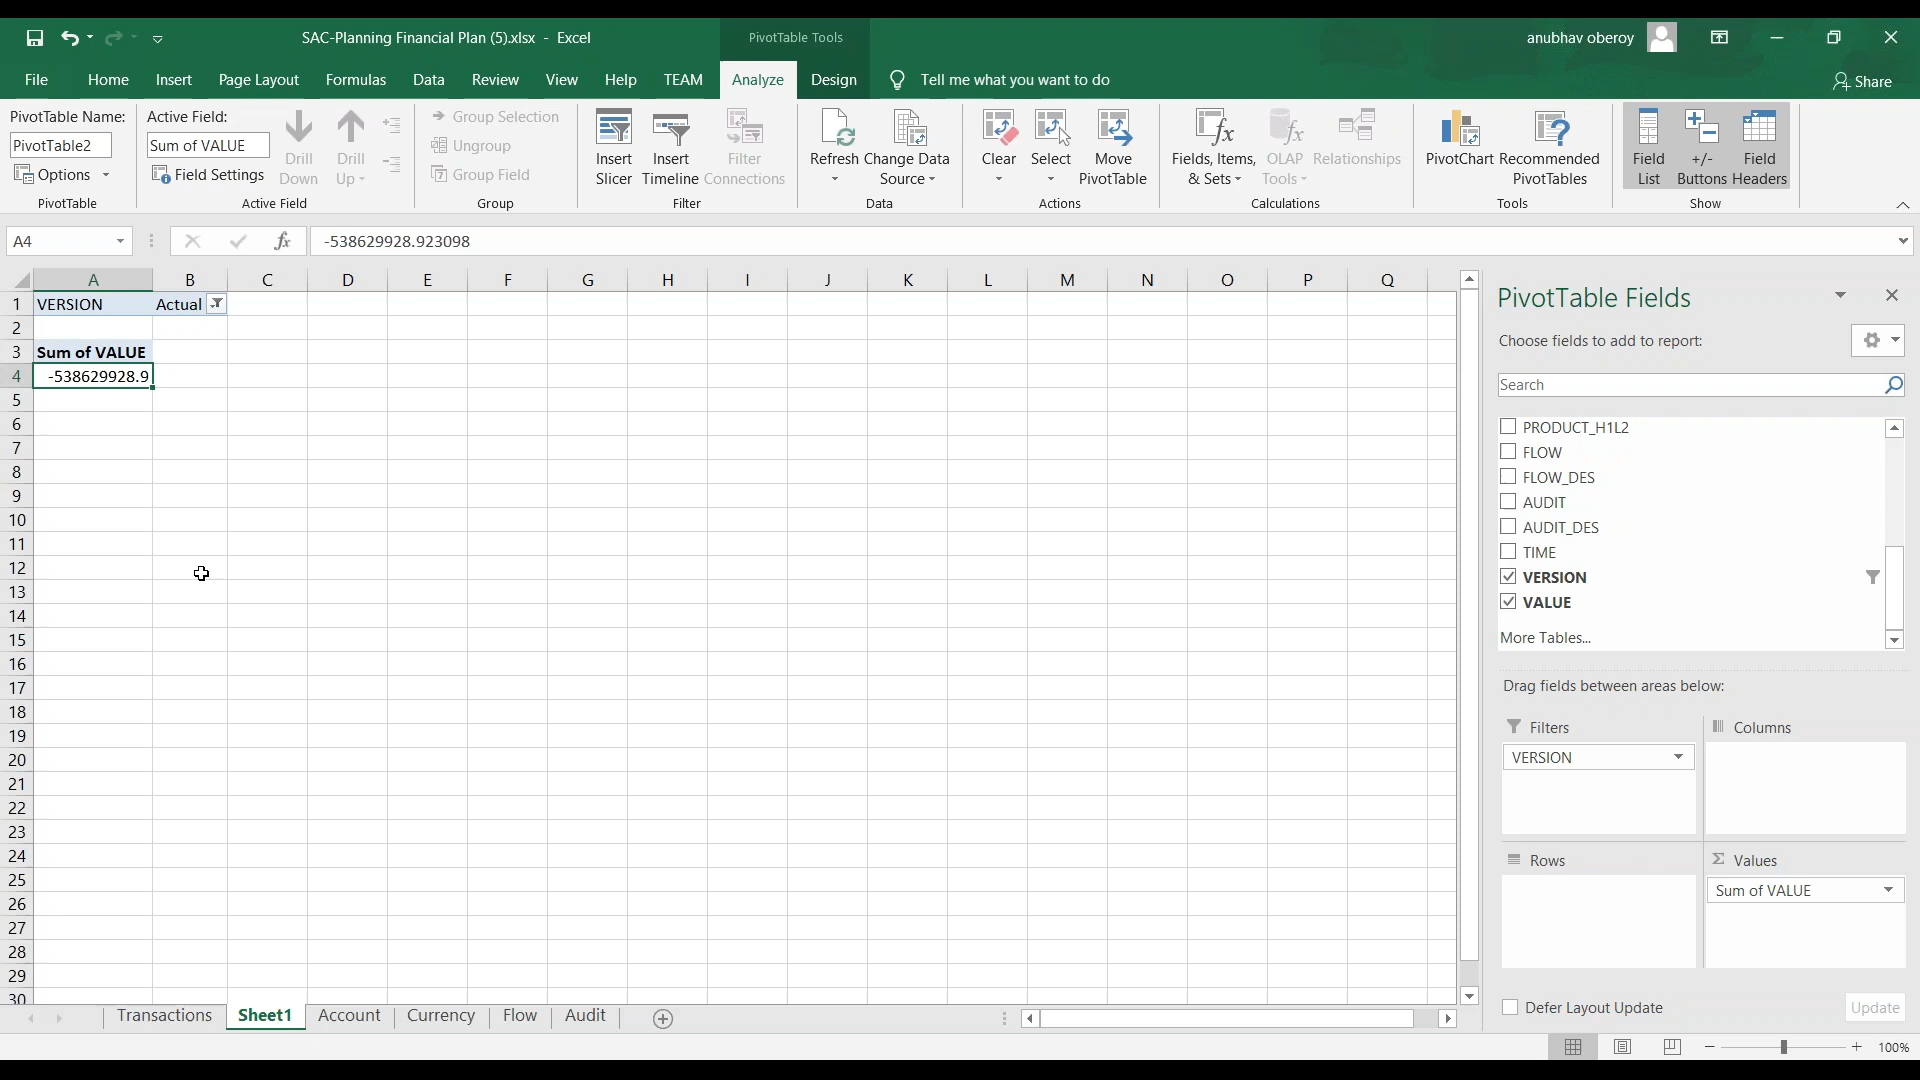 SAC-Planning Financial Plan (5).xlsx - Excel
PivotTable Tools
anubhav oberoy
File Home Insert Page Layout Formulas Data Review View Help TEAM Analyze Design Tell me what you want to do Share
PivotTable Name:
PivotTable2
Options
PivotTable
Active Field:
Sum of VALUE
Field Settings
Drill Down
Drill Up
Active Field
Group Selection
Ungroup
Group Field
Group
Insert Slicer
Insert Timeline
Filter Connections
Filter
Refresh
Change Data Source
Data
Clear
Select
Move PivotTable
Actions
Fields, Items, & Sets
OLAP Tools
Relationships
Calculations
PivotChart
Recommended PivotTables
Tools
Field List
+/- Buttons
Field Headers
Show
A4 fx -538629928.923098
A B C D E F G H I J K L M N O P Q
1 VERSION Actual
2
3 Sum of VALUE
4 -538629928.9
5
6
7
8
9
10
11
12
13
14
15
16
17
18
19
20
21
22
23
24
25
26
27
28
29
30
PivotTable Fields
Choose fields to add to report:
Search
PRODUCT_H1L2
FLOW
FLOW_DES
AUDIT
AUDIT_DES
TIME
VERSION
VALUE
More Tables...
Drag fields between areas below:
Filters
VERSION
Columns
Rows
Σ Values
Sum of VALUE
Defer Layout Update Update
Transactions Sheet1 Account Currency Flow Audit
100%